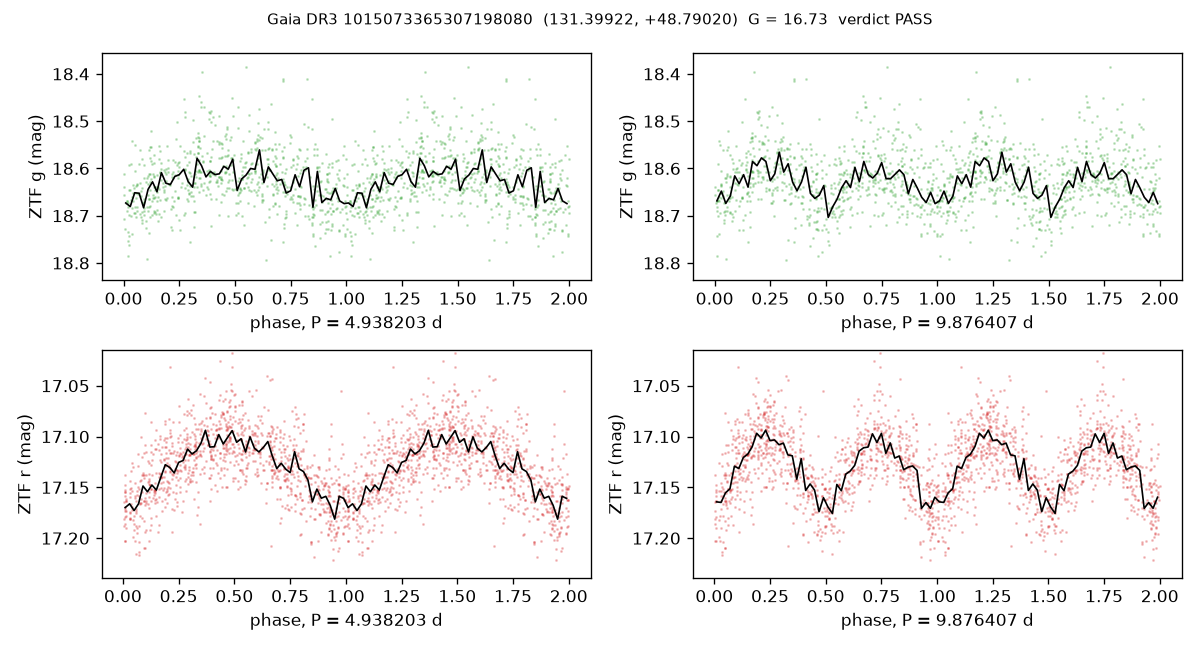 Gaia DR3 1015073365307198080 (131.39922, +48.79020) G = 16.73 verdict PASS
ZTF g (mag)
18.4
18.5
18.6
18.7
18.8
0.00 0.25 0.50 0.75 1.00 1.25 1.50 1.75 2.00
phase, P = 4.938203 d
ZTF g (mag)
18.4
18.5
18.6
18.7
18.8
0.00 0.25 0.50 0.75 1.00 1.25 1.50 1.75 2.00
phase, P = 9.876407 d
ZTF r (mag)
17.05
17.10
17.15
17.20
0.00 0.25 0.50 0.75 1.00 1.25 1.50 1.75 2.00
phase, P = 4.938203 d
ZTF r (mag)
17.05
17.10
17.15
17.20
0.00 0.25 0.50 0.75 1.00 1.25 1.50 1.75 2.00
phase, P = 9.876407 d